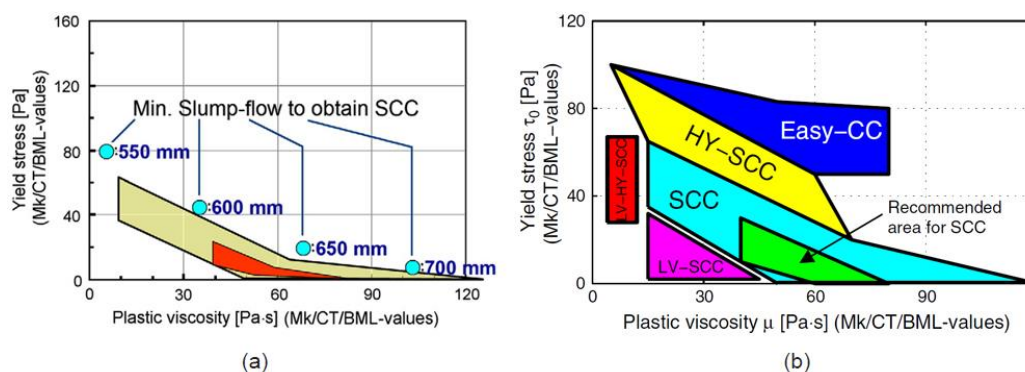 160
120
80
40
0
0
30
60
90
120
Yield stress [Pa]
(Mk/CT/BML-values)
Min. Slump-flow to obtain SCC
:550 mm
:600 mm
:650 mm
:700 mm
Plastic viscosity [Pa·s] (Mk/CT/BML-values)
(a)
120
80
40
0
0
30
60
90
Yield stress τ₀ [Pa]
(Mk/CT/BML–values)
Easy–CC
HY–SCC
LV–HY–SCC
SCC
LV–SCC
Recommended
area for SCC
Plastic viscosity μ [Pa·s] (Mk/CT/BML-values)
(b)